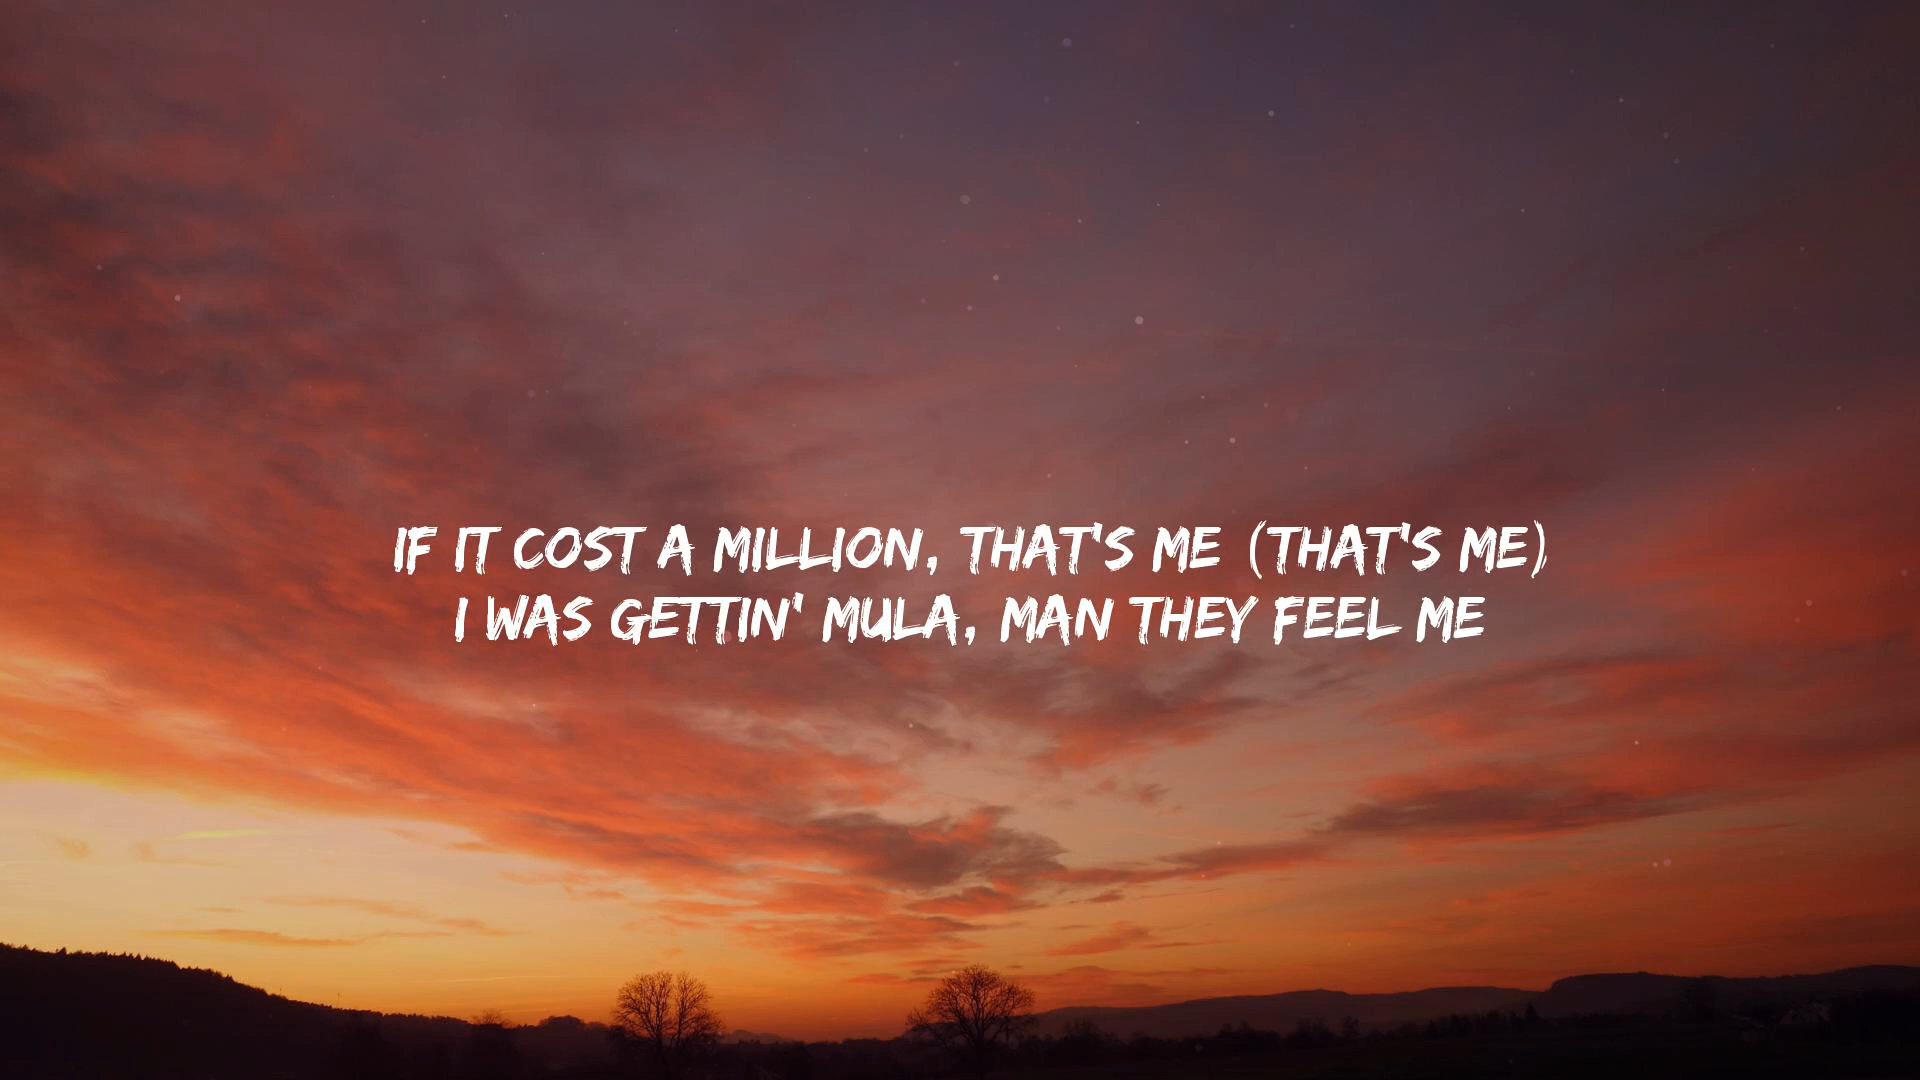 IF IT COST A MILLION, THAT'S ME (THAT'S ME)
I WAS GETTIN' MULA, MAN THEY FEEL ME